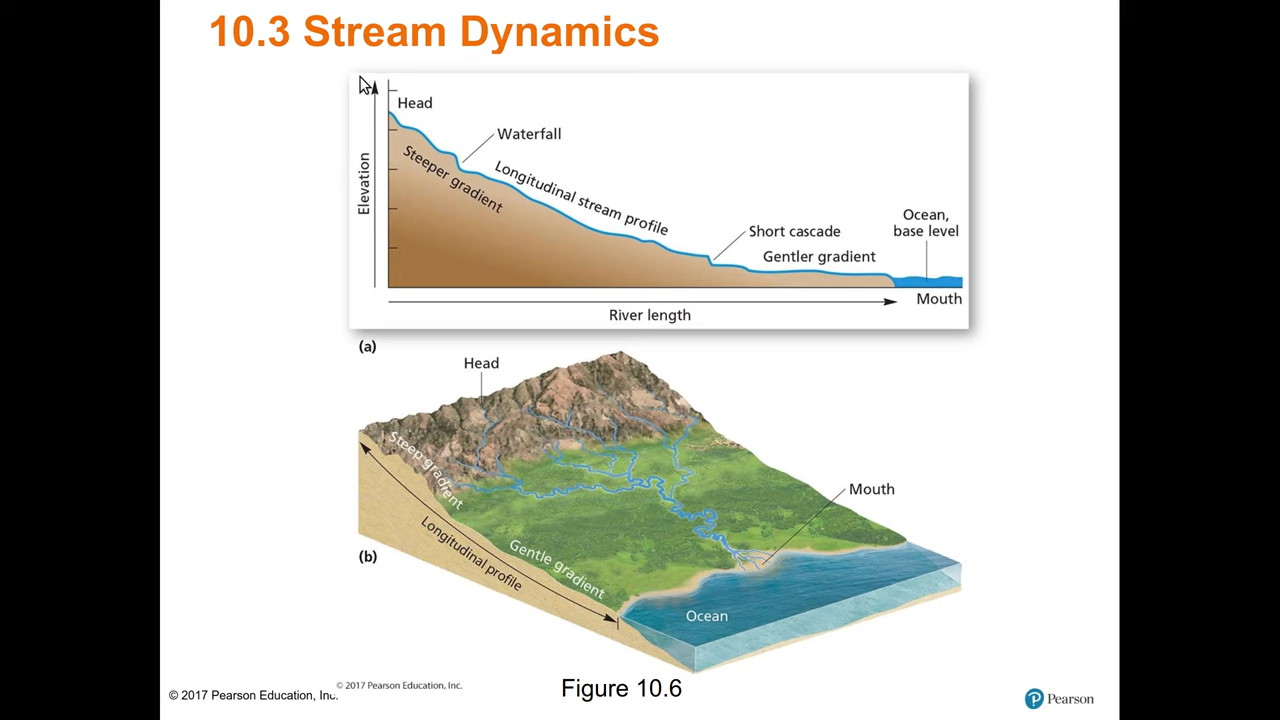 10.3 Stream Dynamics
Head
Waterfall
Elevation
Steeper gradient
Longitudinal stream profile
Short cascade
Gentler gradient
Ocean,
base level
Mouth
River length
(a)
Head
Steep gradient
Longitudinal profile
Gentle gradient
Mouth
(b)
Ocean
© 2017 Pearson Education, Inc.
© 2017 Pearson Education, Inc.
Figure 10.6
P Pearson